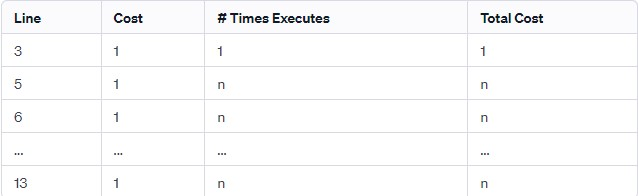 Line Cost # Times Executes Total Cost
3 1 1 1
5 1 n n
6 1 n n
... ... ... ...
13 1 n n